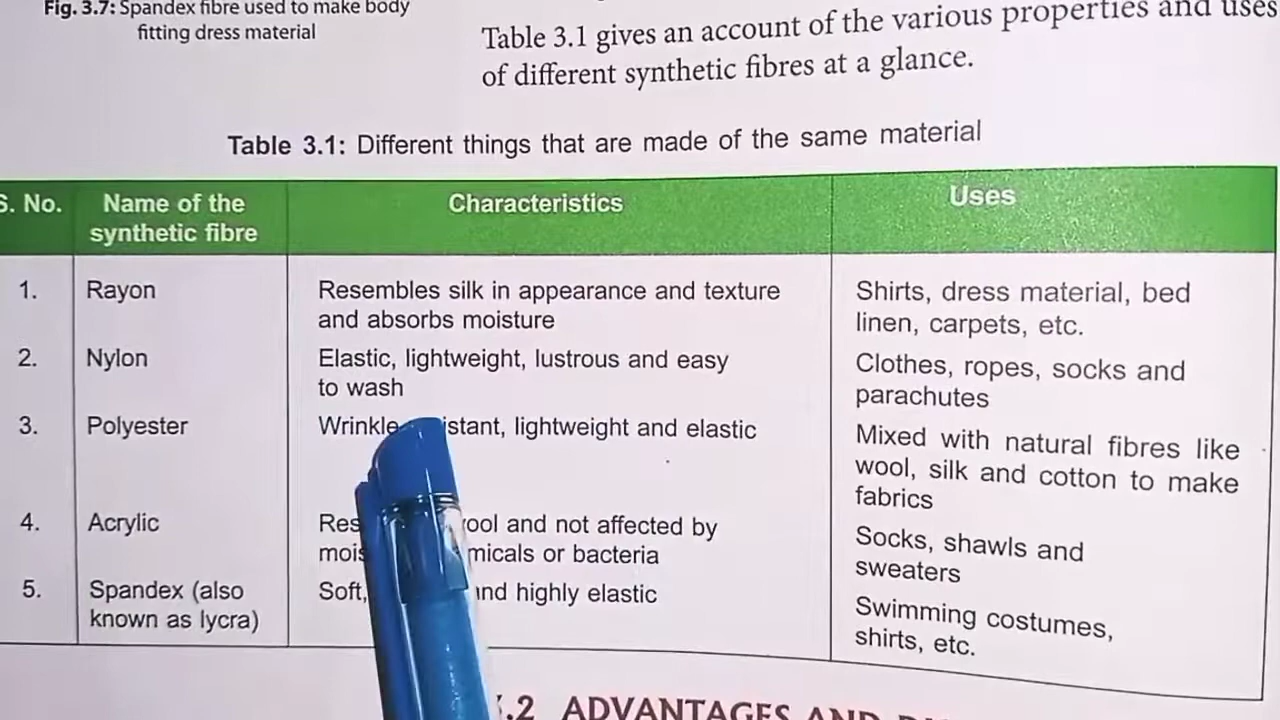 Fig. 3.7: Spandex fibre used to make body
fitting dress material
Table 3.1 gives an account of the various properties and uses
of different synthetic fibres at a glance.
Table 3.1: Different things that are made of the same material
S. No.
Name of the
synthetic fibre
Characteristics
Uses
1.
Rayon
Resembles silk in appearance and texture
and absorbs moisture
Shirts, dress material, bed
linen, carpets, etc.
2.
Nylon
Elastic, lightweight, lustrous and easy
to wash
Clothes, ropes, socks and
parachutes
3.
Polyester
Wrinkle lightweight and elastic
Mixed with natural fibres like
wool, silk and cotton to make
fabrics
4.
Acrylic
and not affected by
or bacteria
Socks, shawls and
sweaters
5.
Spandex (also
known as lycra)
Soft, and highly elastic
Swimming costumes,
shirts, etc.
.2 ADVANTAGES AND